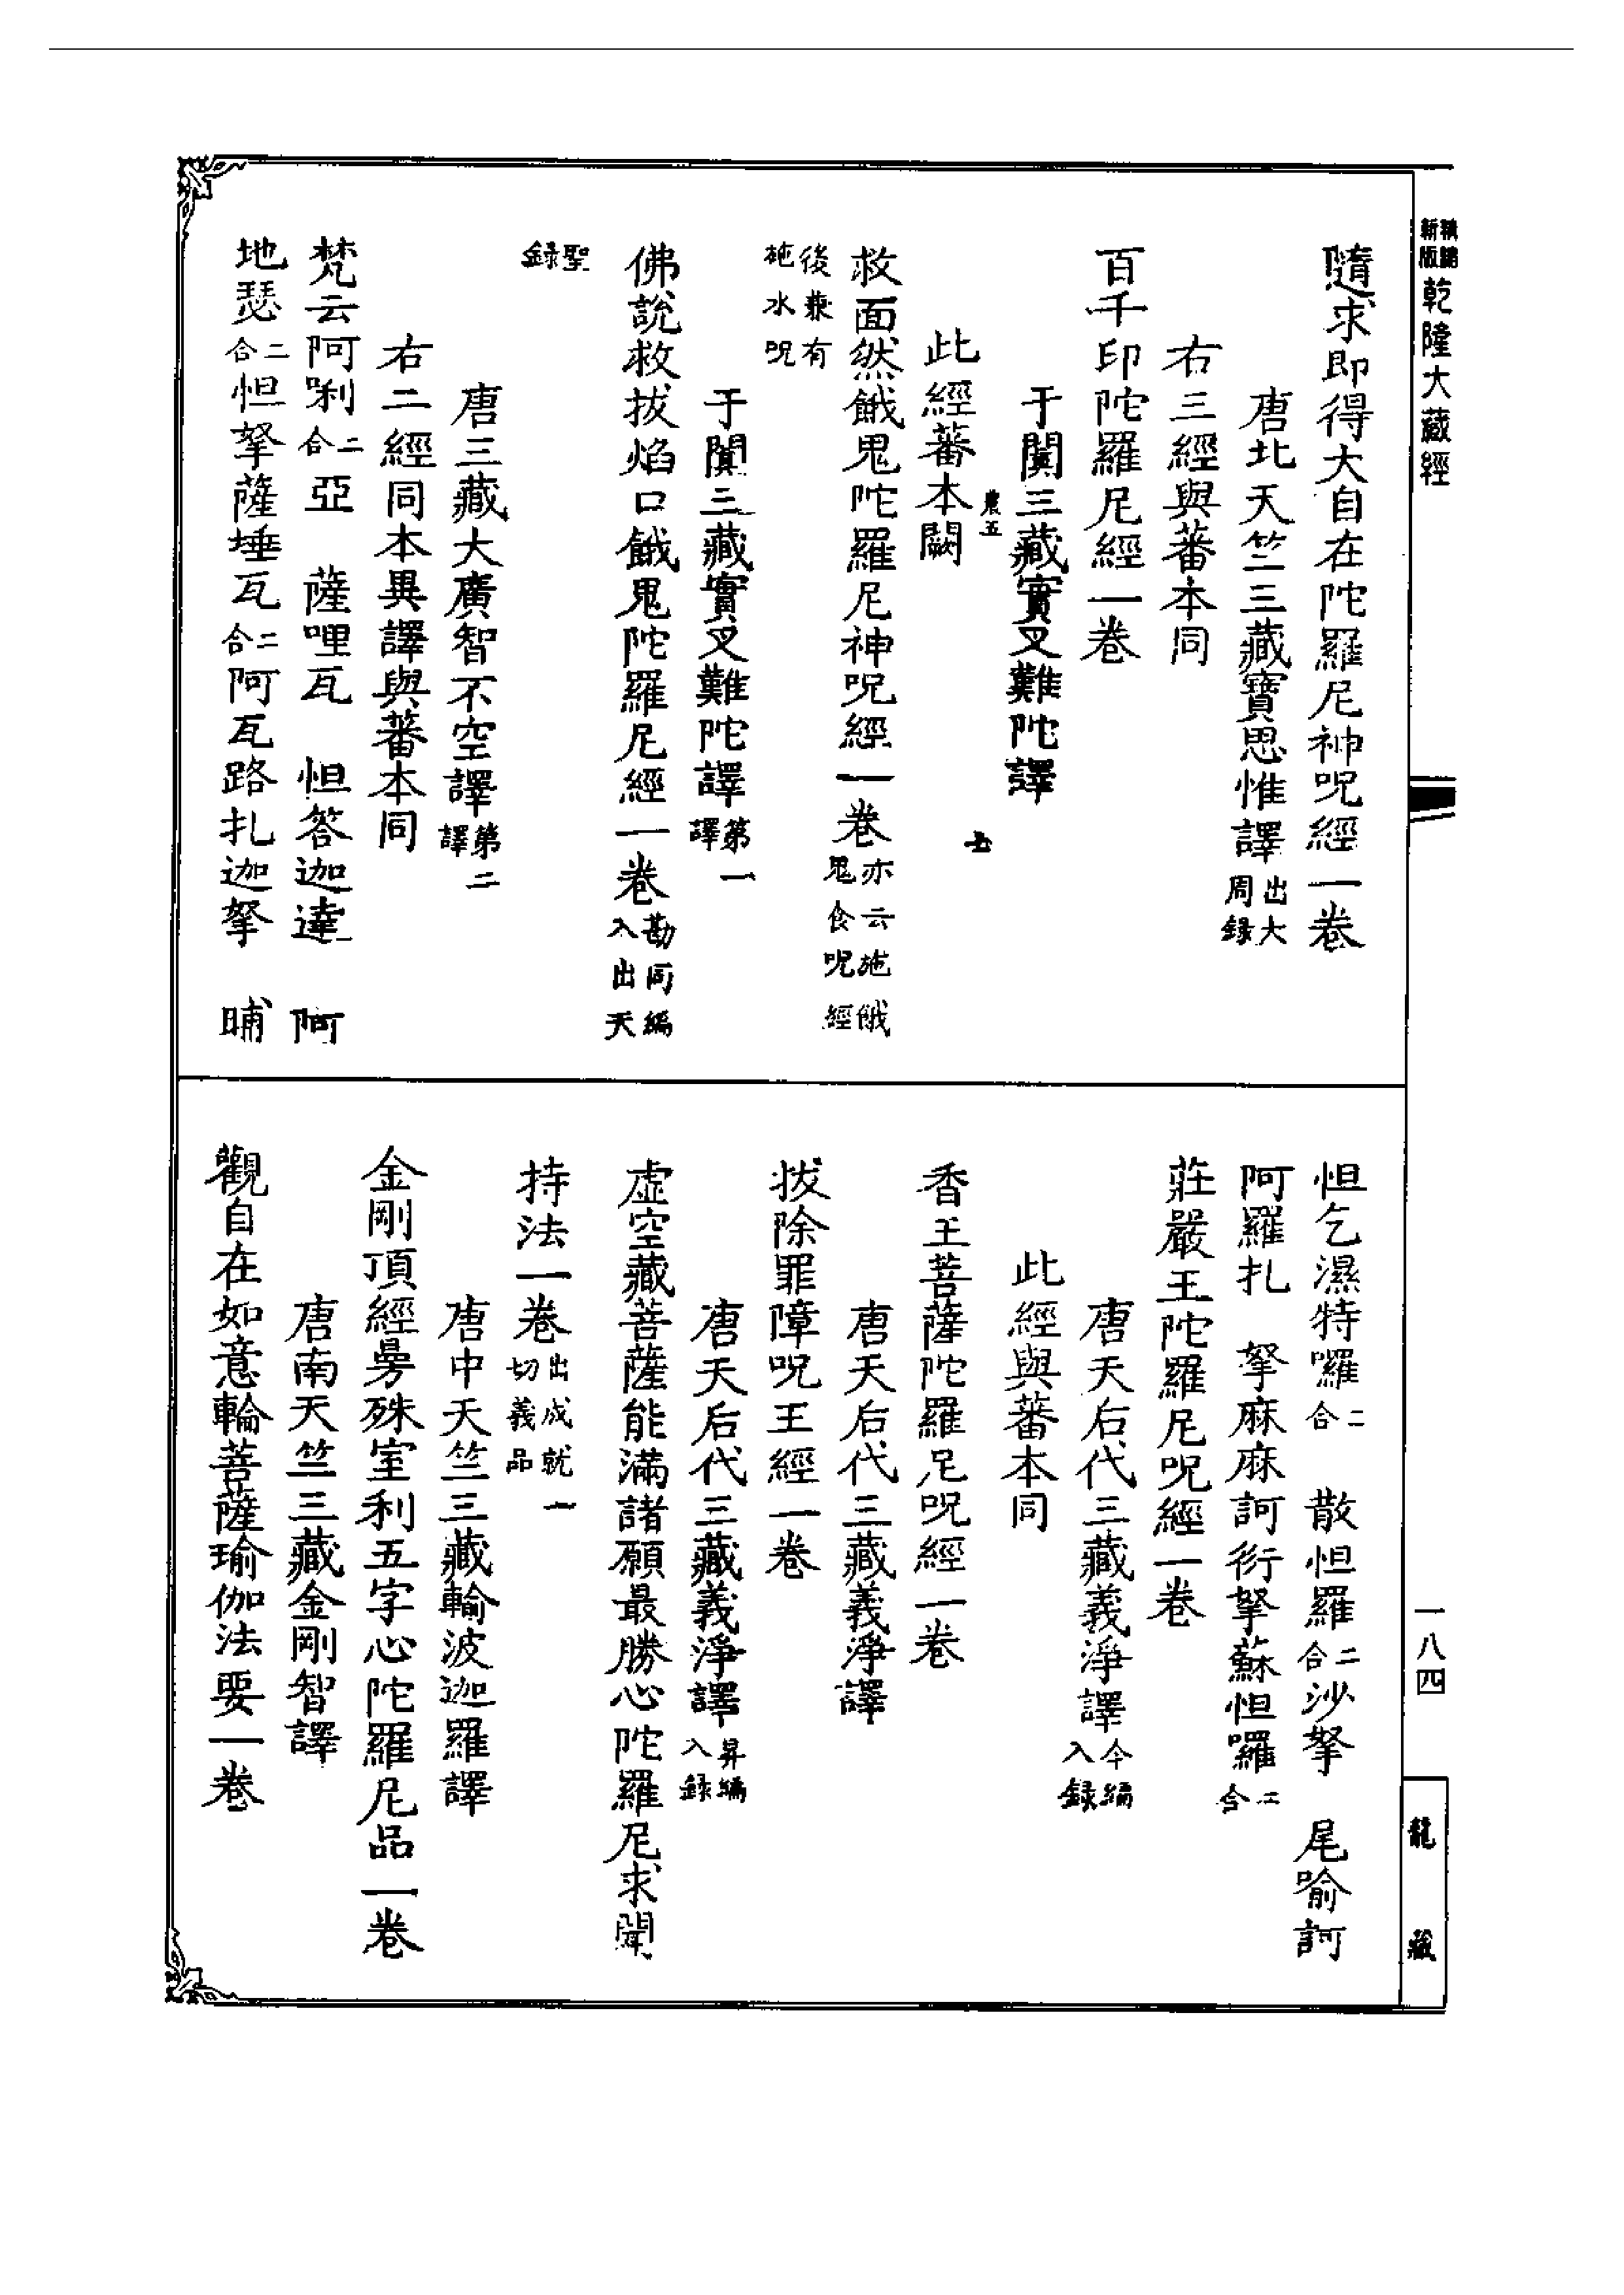 精縮新版乾隆大藏經
隨求即得大自在陀羅尼神呪經一卷
唐北天竺三藏寶思惟譯出大周録
右三經與蕃本同
百千印陀羅尼經一卷
于闐三藏實叉難陀譯
農五
此經蕃本闕
救面然餓鬼陀羅尼神呪經一卷亦云施餓鬼食呪經
後兼有施水呪
于闐三藏實叉難陀譯第一譯
佛說救拔焰口餓鬼陀羅尼經一卷勘同編入出天
聖録
唐三藏大廣智不空譯第二譯
右二經同本異譯與蕃本同
梵云阿唎二合亞 薩哩瓦 怛答迦達 阿
地瑟二合怛拏薩埵瓦二合阿瓦路扎迦拏 晡
怛乞濕特囉二合 散怛羅二合沙拏 尾喻訶
阿羅扎 拏麻麻訶衍拏蘇怛囉二合
莊嚴王陀羅尼呪經一卷
唐天后代三藏義淨譯今編入録
此經與蕃本同
香王菩薩陀羅尼呪經一卷
唐天后代三藏義淨譯
拔除罪障呪王經一卷
唐天后代三藏義淨譯昇編入録
虛空藏菩薩能滿諸願最勝心陀羅尼求聞
持法一卷出成就一切義品
唐中天竺三藏輸波迦羅譯
金剛頂經曼殊室利五字心陀羅尼品一卷
唐南天竺三藏金剛智譯
觀自在如意輪菩薩瑜伽法要一卷
一八四
龍藏